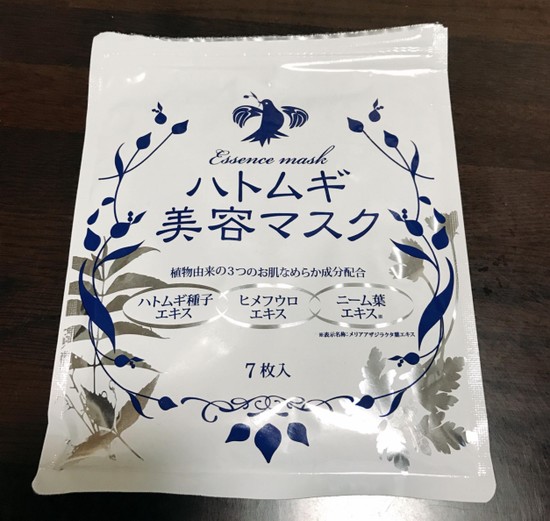 Essence mask
ハトムギ
美容マスク
植物由来の3つのお肌なめらか成分配合
ハトムギ種子
エキス
ヒメフウロ
エキス
ニーム葉
エキス※
※表示名称:メリアアザジラクタ葉エキス
7枚入